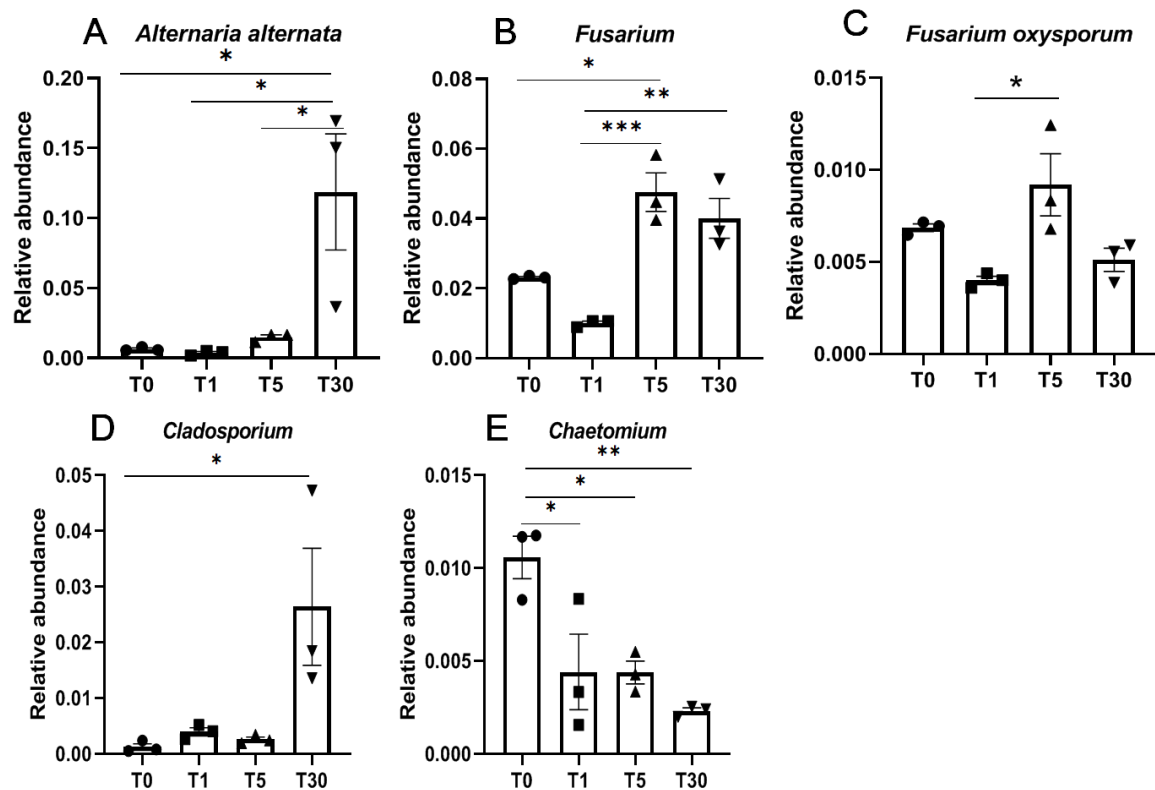 A
Alternaria alternata
*
*
*
Relative abundance
0.20
0.15
0.10
0.05
0.00
T0 T1 T5 T30
B
Fusarium
*
**
***
Relative abundance
0.08
0.06
0.04
0.02
0.00
T0 T1 T5 T30
C
Fusarium oxysporum
*
Relative abundance
0.015
0.010
0.005
0.000
T0 T1 T5 T30
D
Cladosporium
*
Relative abundance
0.05
0.04
0.03
0.02
0.01
0.00
T0 T1 T5 T30
E
Chaetomium
**
*
*
Relative abundance
0.015
0.010
0.005
0.000
T0 T1 T5 T30